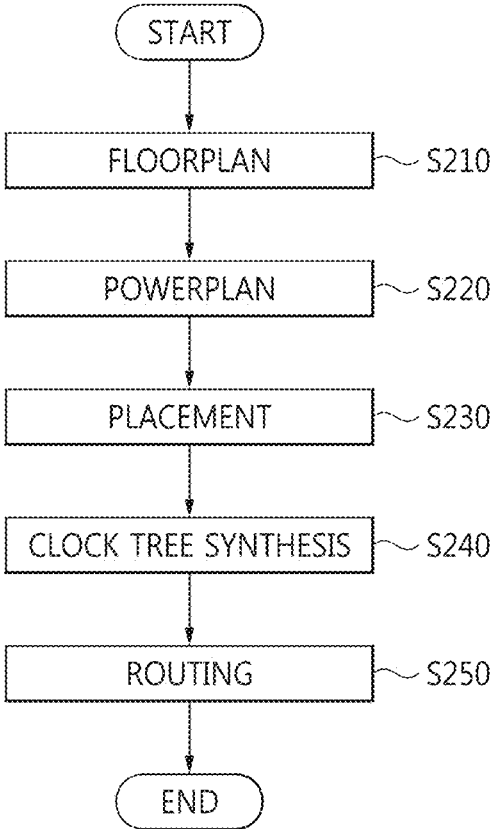 START
FLOORPLAN S210
POWERPLAN S220
PLACEMENT S230
CLOCK TREE SYNTHESIS S240
ROUTING S250
END